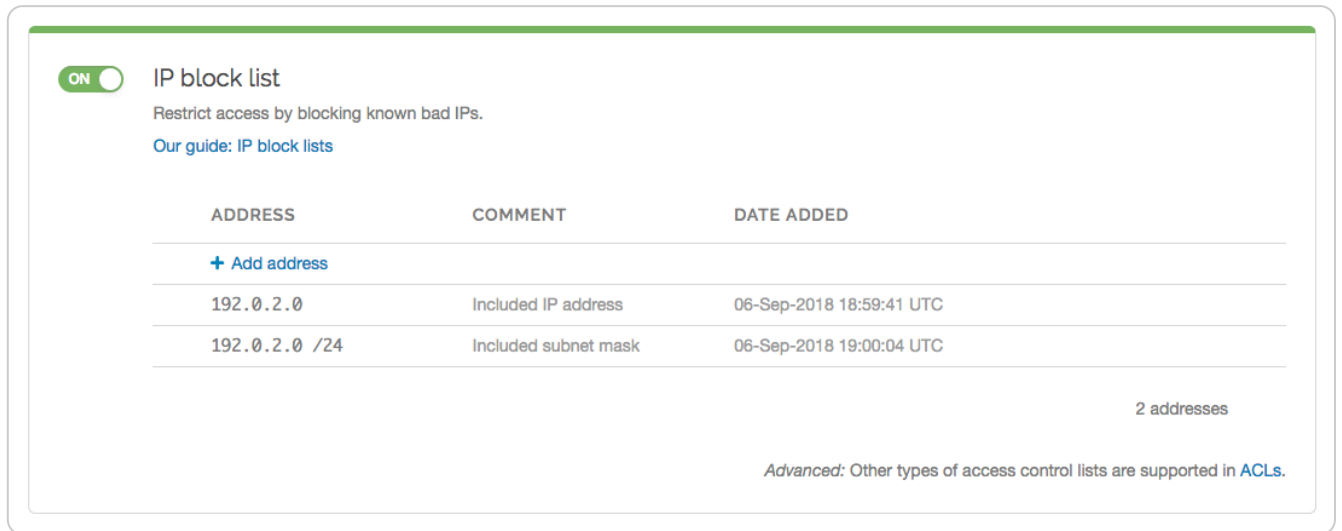 ON
IP block list
Restrict access by blocking known bad IPs.
Our guide: IP block lists
ADDRESS COMMENT DATE ADDED
+ Add address
192.0.2.0 Included IP address 06-Sep-2018 18:59:41 UTC
192.0.2.0 /24 Included subnet mask 06-Sep-2018 19:00:04 UTC
2 addresses
Advanced: Other types of access control lists are supported in ACLs.